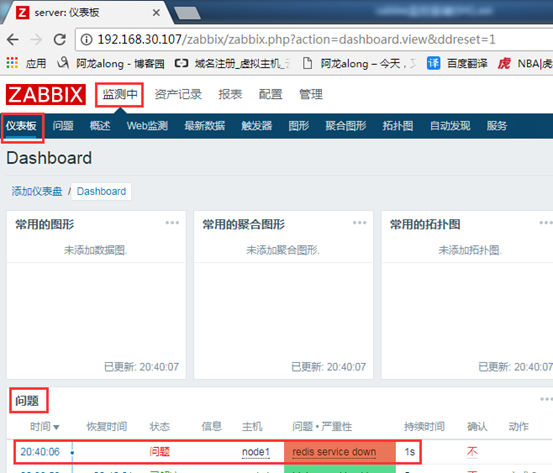 server: 仪表板
192.168.30.107/zabbix/zabbix.php?action=dashboard.view&ddreset=1
应用 阿龙along - 博客园 域名注册_虚拟主机_ 阿龙along – 今天, 译 百度翻译 虎 NBA|虎
ZABBIX 监测中 资产记录 报表 配置 管理
仪表板 问题 概述 Web监测 最新数据 触发器 图形 聚合图形 拓扑图 自动发现 服务
Dashboard
添加仪表盘 / Dashboard
常用的图形 常用的聚合图形 常用的拓扑图
未添加数据图. 未添加聚合图形. 未添加拓扑图.
已更新: 20:40:07 已更新: 20:40:07 已更新: 20:40:07
问题
时间 恢复时间 状态 信息 主机 问题 • 严重性 持续时间 确认 动作
20:40:06 问题 node1 redis service down 1s 不